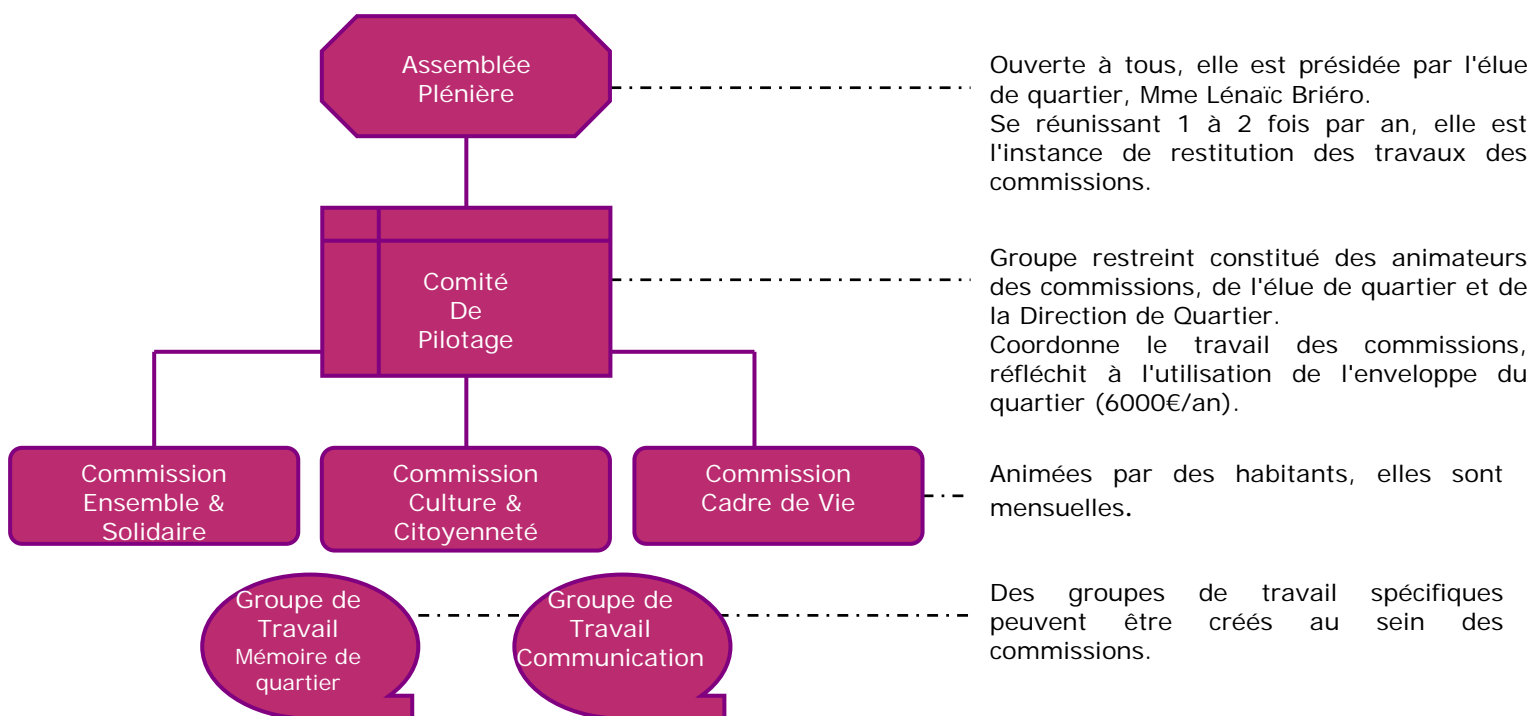 Assemblée
Plénière
Ouverte à tous, elle est présidée par l'élue
de quartier, Mme Lénaïc Briéro.
Se réunissant 1 à 2 fois par an, elle est
l'instance de restitution des travaux des
commissions.
Comité
De
Pilotage
Groupe restreint constitué des animateurs
des commissions, de l'élue de quartier et de
la Direction de Quartier.
Coordonne le travail des commissions,
réfléchit à l'utilisation de l'enveloppe du
quartier (6000€/an).
Commission
Ensemble &
Solidaire
Commission
Culture &
Citoyenneté
Commission
Cadre de Vie
Animées par des habitants, elles sont
mensuelles.
Groupe de
Travail
Mémoire de
quartier
Groupe de
Travail
Communication
Des groupes de travail spécifiques
peuvent être créés au sein des
commissions.